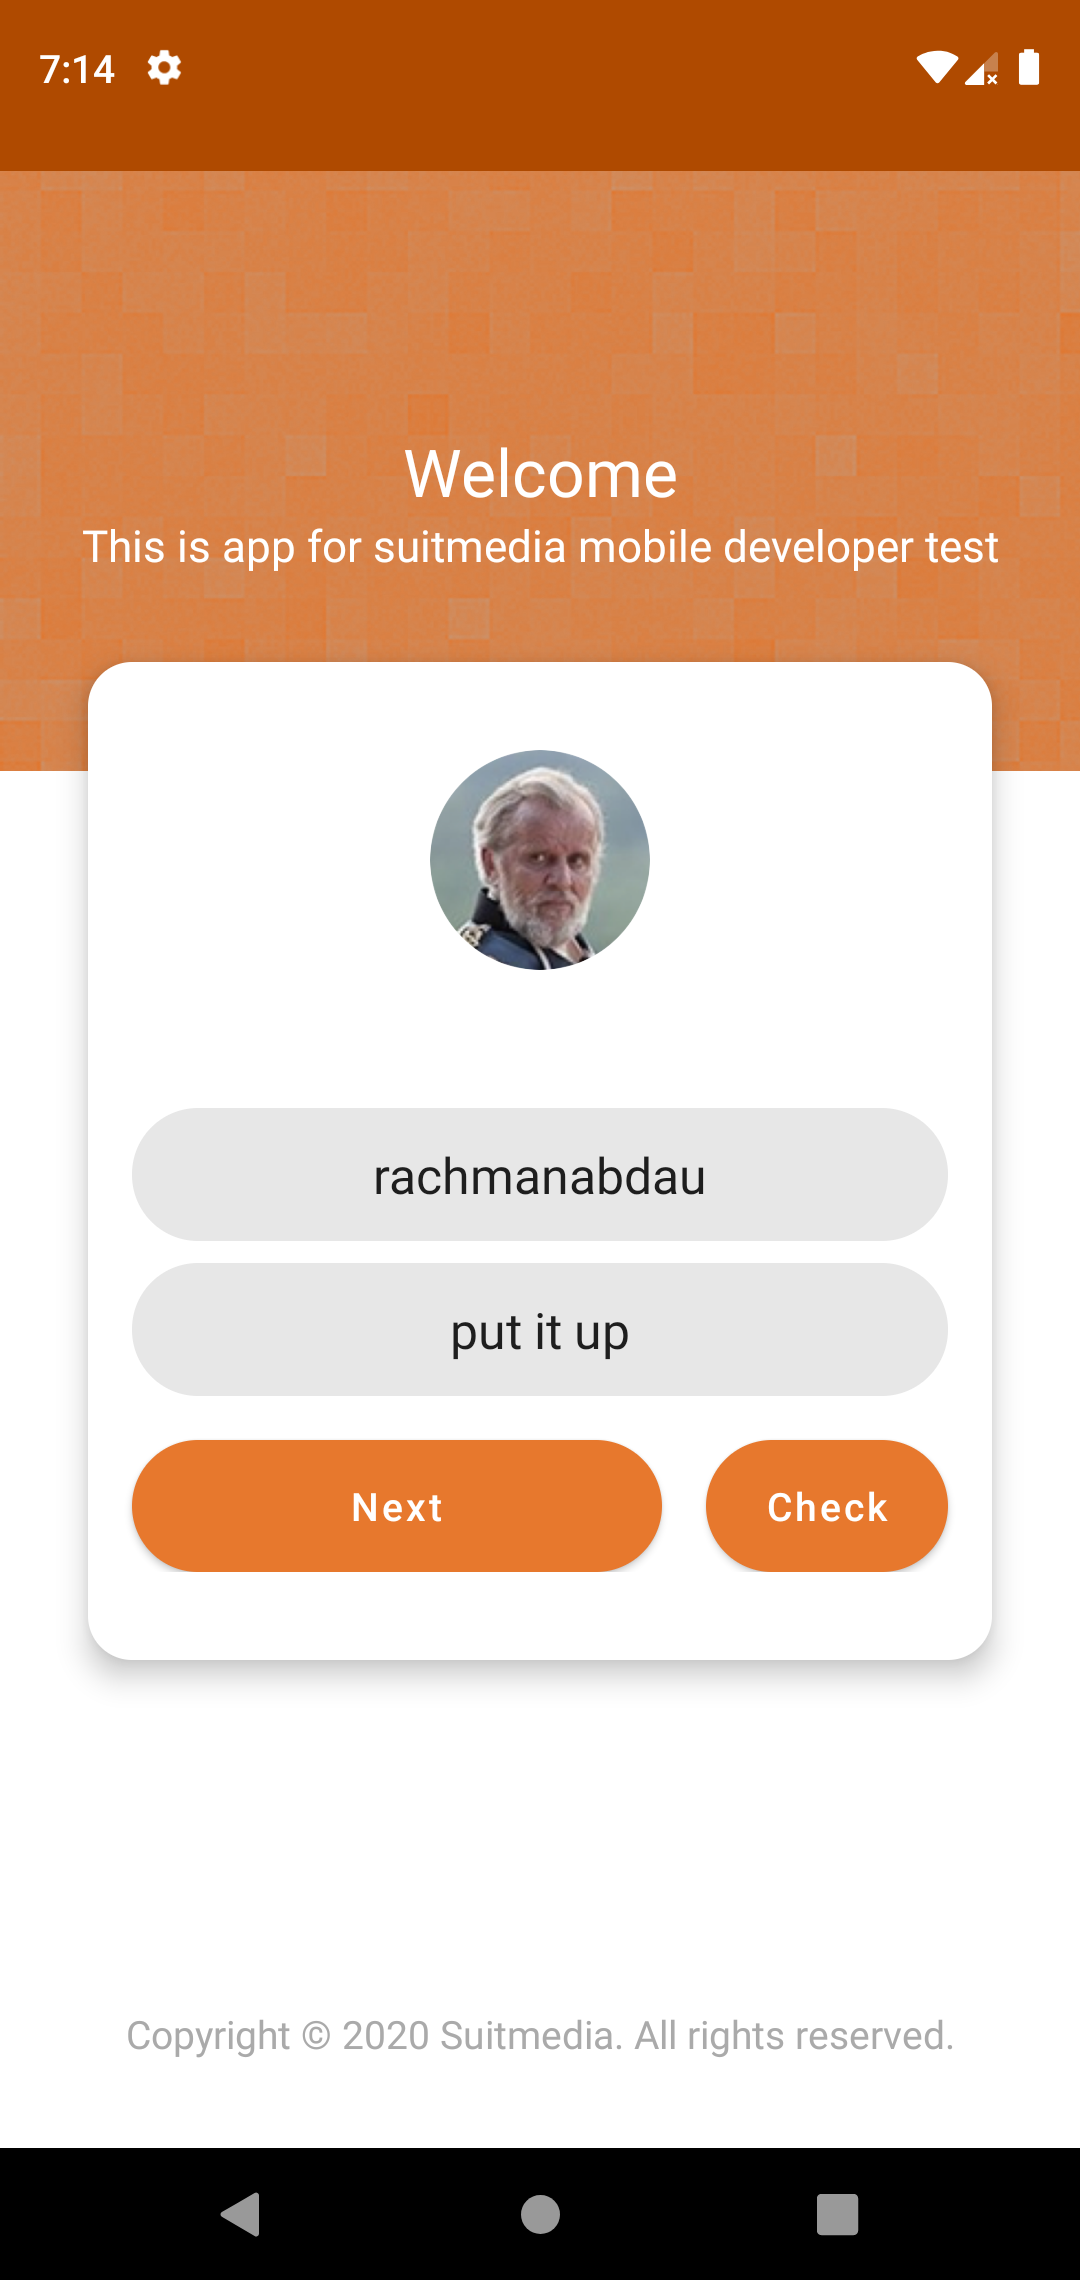 7:14
Welcome
This is app for suitmedia mobile developer test
rachmanabdau
put it up
Next Check
Copyright © 2020 Suitmedia. All rights reserved.